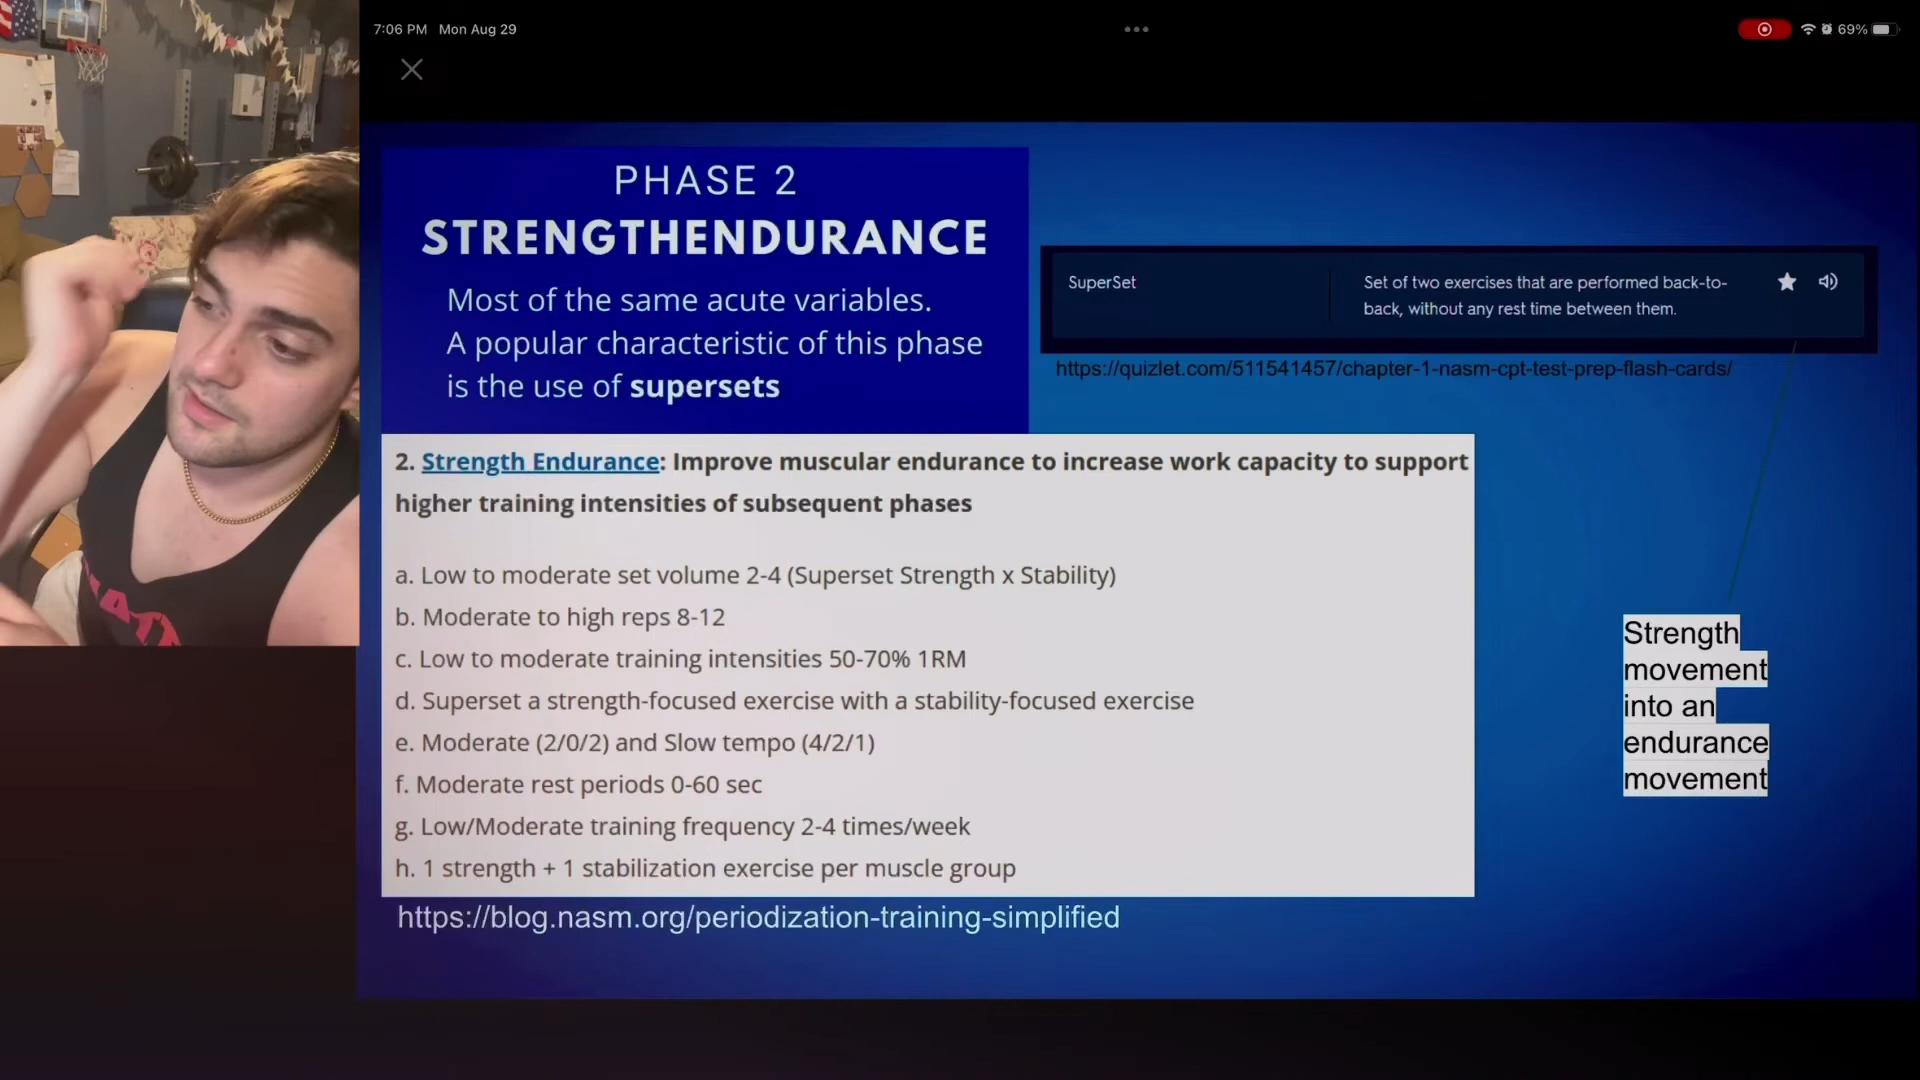 7:06 PM Mon Aug 29
69%
PHASE 2
STRENGTHENDURANCE
Most of the same acute variables.
A popular characteristic of this phase
is the use of supersets
SuperSet
Set of two exercises that are performed back-to-
back, without any rest time between them.
https://quizlet.com/511541457/chapter-1-nasm-cpt-test-prep-flash-cards/
2. Strength Endurance: Improve muscular endurance to increase work capacity to support
higher training intensities of subsequent phases
a. Low to moderate set volume 2-4 (Superset Strength x Stability)
b. Moderate to high reps 8-12
c. Low to moderate training intensities 50-70% 1RM
d. Superset a strength-focused exercise with a stability-focused exercise
e. Moderate (2/0/2) and Slow tempo (4/2/1)
f. Moderate rest periods 0-60 sec
g. Low/Moderate training frequency 2-4 times/week
h. 1 strength + 1 stabilization exercise per muscle group
https://blog.nasm.org/periodization-training-simplified
Strength
movement
into an
endurance
movement